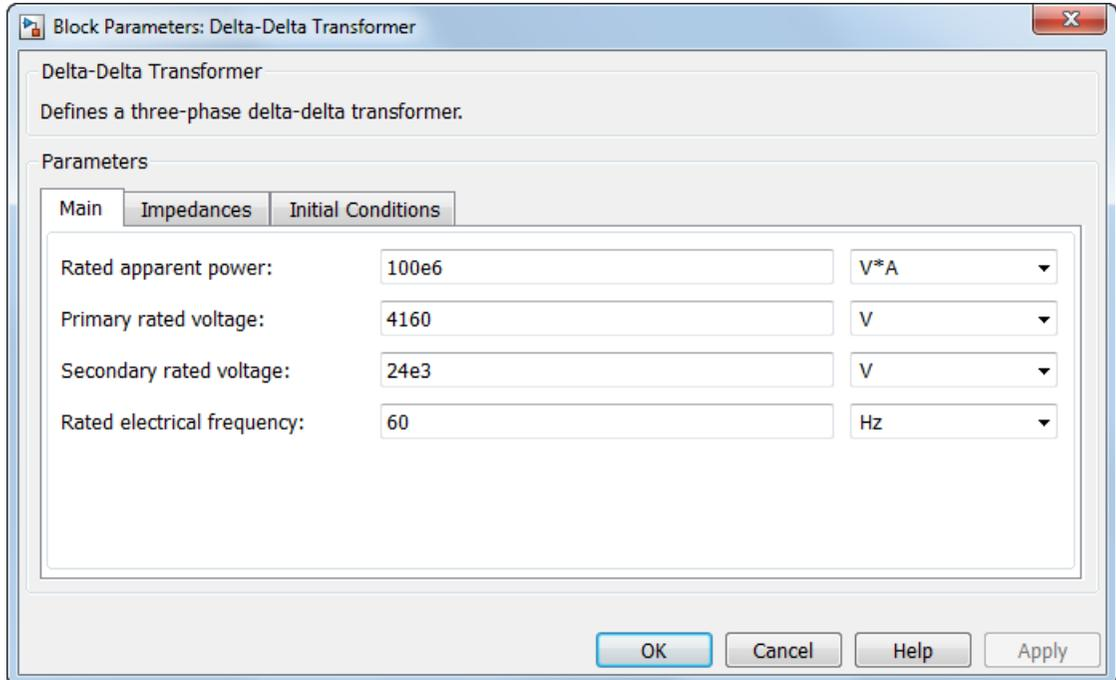 Block Parameters: Delta-Delta Transformer
Delta-Delta Transformer
Defines a three-phase delta-delta transformer.
Parameters
Main Impedances Initial Conditions
Rated apparent power: 100e6 V*A
Primary rated voltage: 4160 V
Secondary rated voltage: 24e3 V
Rated electrical frequency: 60 Hz
OK Cancel Help Apply